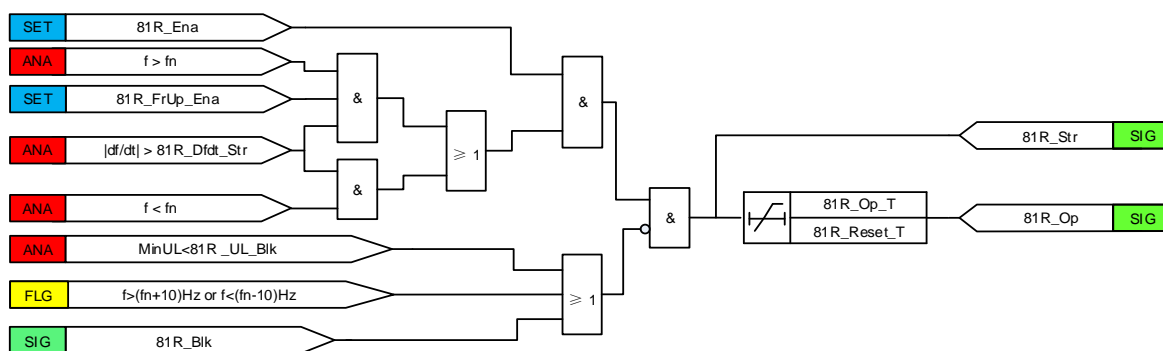 SET 81R_Ena
ANA f > fn
SET 81R_FrUp_Ena
ANA |df/dt| > 81R_Dfdt_Str
ANA f < fn
ANA MinUL<81R _UL_Blk
FLG f>(fn+10)Hz or f<(fn-10)Hz
SIG 81R_Blk
&
&
≥ 1
&
≥ 1
&
81R_Op_T
81R_Reset_T
81R_Str SIG
81R_Op SIG